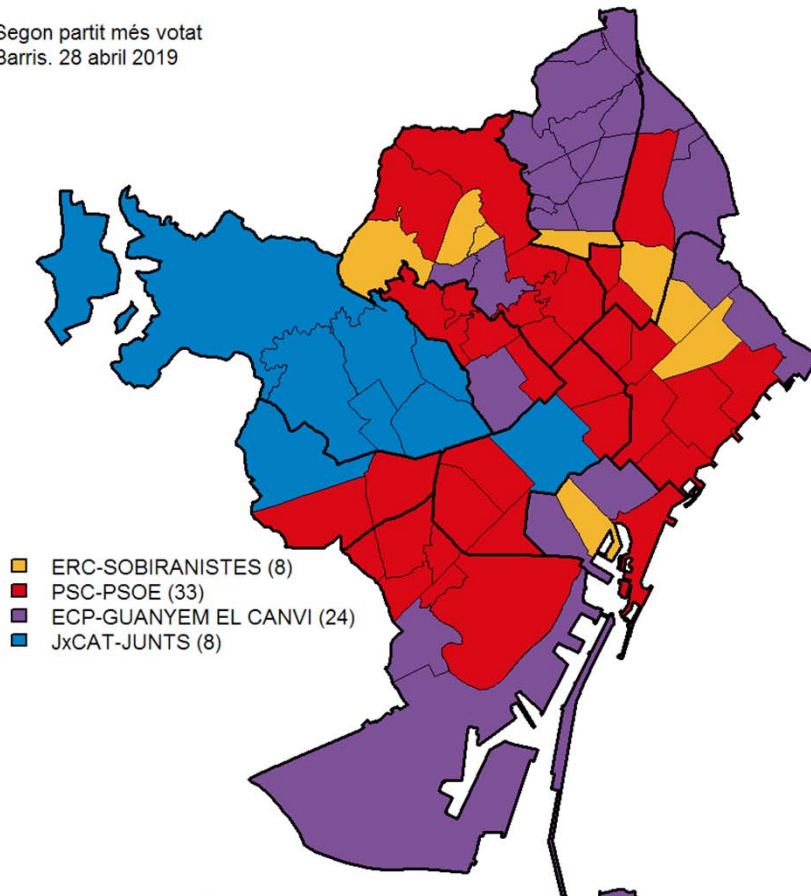 Segon partit més votat
Barris. 28 abril 2019
ERC-SOBIRANISTES (8)
PSC-PSOE (33)
ECP-GUANYEM EL CANVI (24)
JxCAT-JUNTS (8)